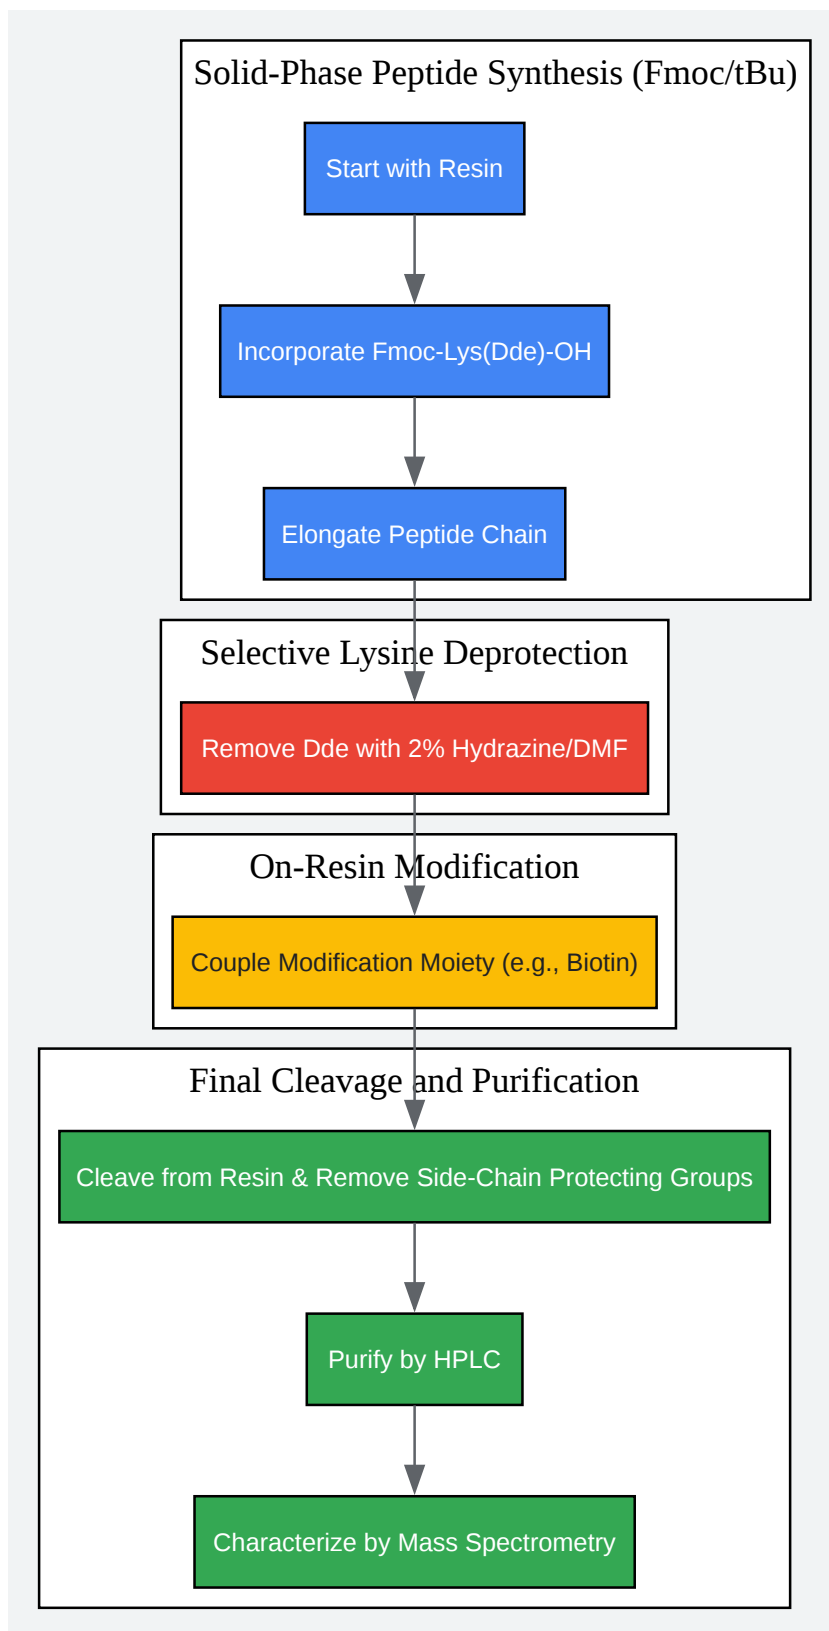 Solid-Phase Peptide Synthesis (Fmoc/tBu)
Start with Resin
Incorporate Fmoc-Lys(Dde)-OH
Elongate Peptide Chain
Selective Lysine Deprotection
Remove Dde with 2% Hydrazine/DMF
On-Resin Modification
Couple Modification Moiety (e.g., Biotin)
Final Cleavage and Purification
Cleave from Resin & Remove Side-Chain Protecting Groups
Purify by HPLC
Characterize by Mass Spectrometry